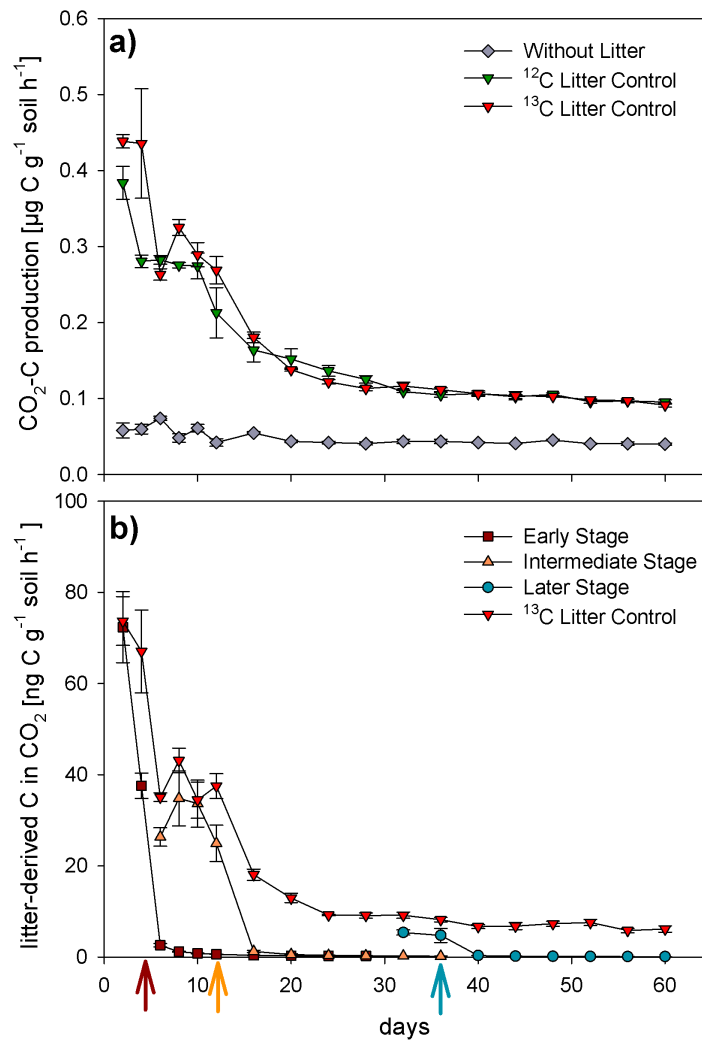 a)
Without Litter
¹²C Litter Control
¹³C Litter Control
CO₂-C production [µg C g⁻¹ soil h⁻¹]
0.6
0.5
0.4
0.3
0.2
0.1
0.0
b)
Early Stage
Intermediate Stage
Later Stage
¹³C Litter Control
litter-derived C in CO₂ [ng C g⁻¹ soil h⁻¹]
100
80
60
40
20
0
0 10 20 30 40 50 60
days